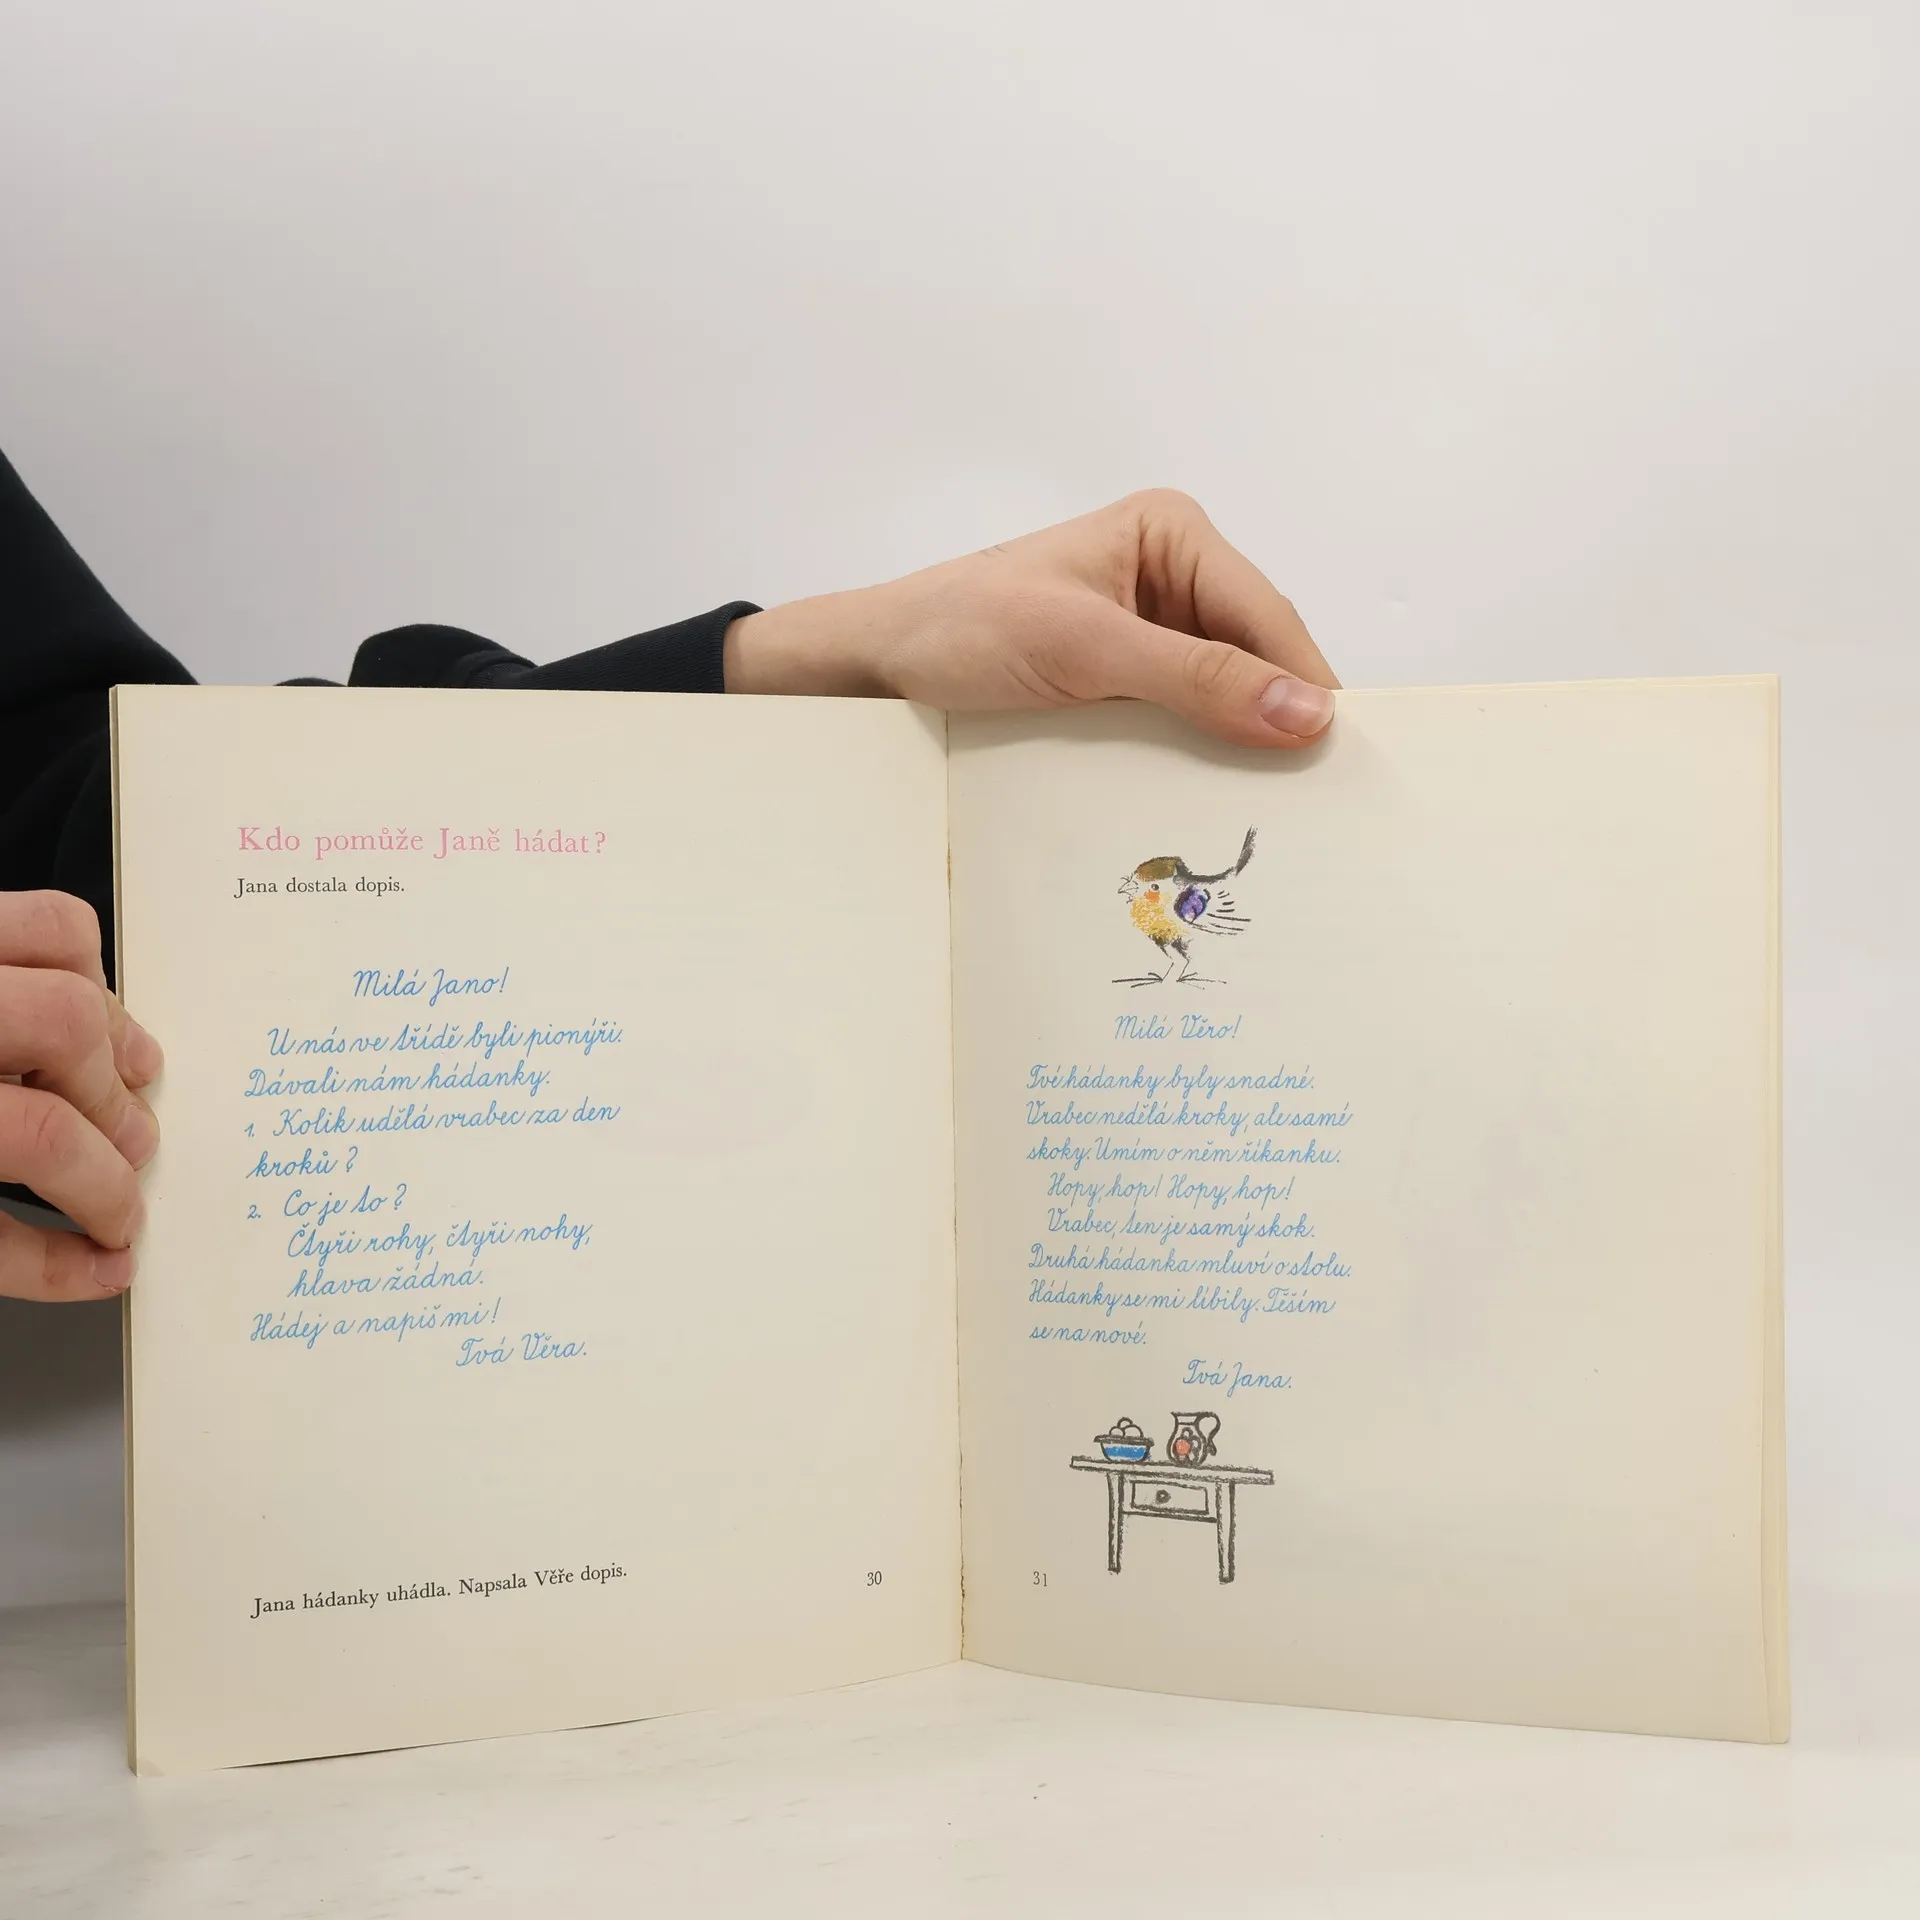 Kdo pomůže Janě hádat?
Jana dostala dopis.
Milá Jano!
U nás ve třídě byli pionýři.
Dávali nám hádanky.
1. Kolik udělá vrabec za den
kroků?
2. Co je to?
Čtyři rohy, čtyři nohy,
hlava žádná.
Hádej a napiš mi!
Tvá Věra.
Jana hádanky uhádla. Napsala Věře dopis.
30
Milá Věro!
Tvé hádanky byly snadné.
Vrabec nedělá kroky, ale samé
skoky. Umím o něm říkanku.
Hopy, hop! Hopy, hop!
Vrabec, ten je samý skok.
Druhá hádanka mluví o stolu.
Hádanky se mi líbily. Těším
se na nové.
Tvá Jana.
31